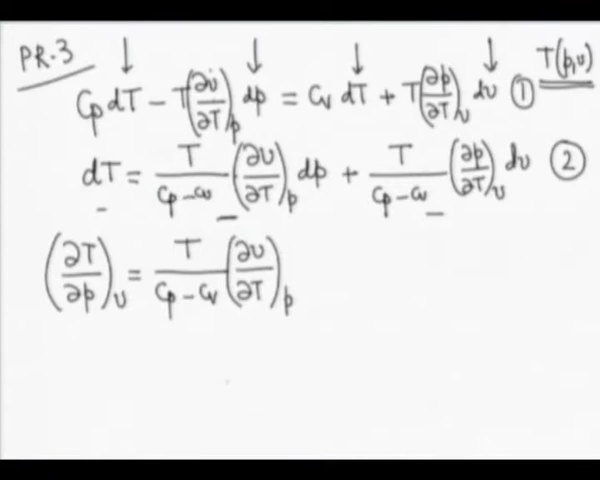 PR.3
T(p,v)
Cp dT – T(∂v/∂T)p dp = Cv dT + T(∂p/∂T)v dv ①
dT = T/(Cp – Cv) (∂v/∂T)p dp + T/(Cp – Cv) (∂p/∂T)v dv ②
(∂T/∂p)v = T/(Cp – Cv) (∂v/∂T)p